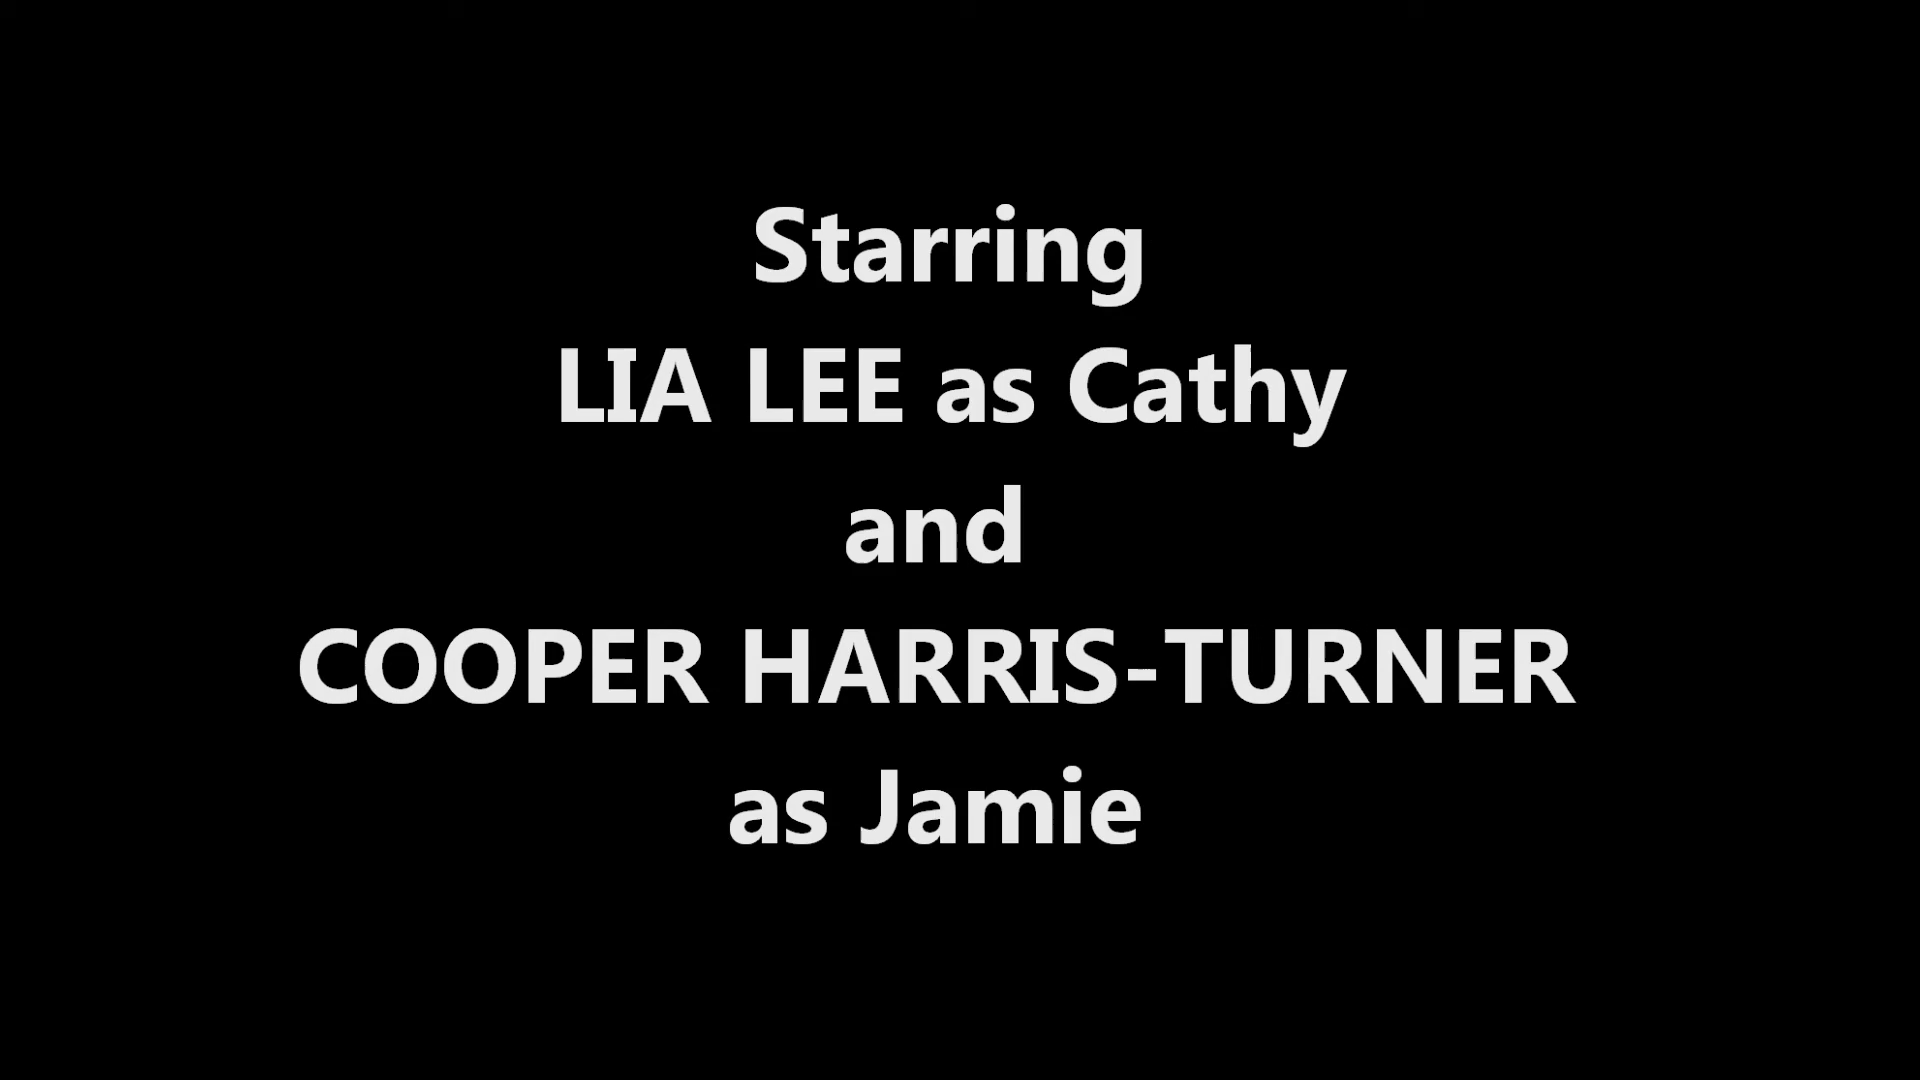 Starring
LIA LEE as Cathy
and
COOPER HARRIS-TURNER
as Jamie